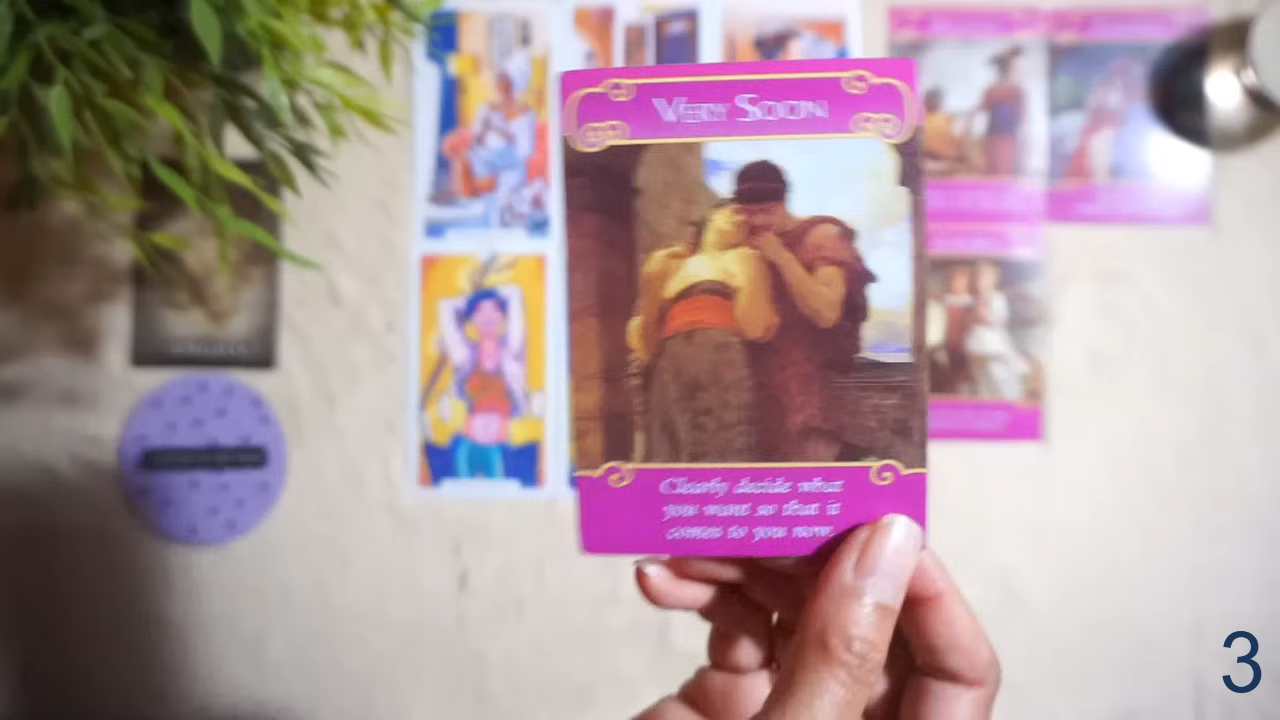 VERY SOON
Clearly decide what
you want so that it
comes to you now.
3